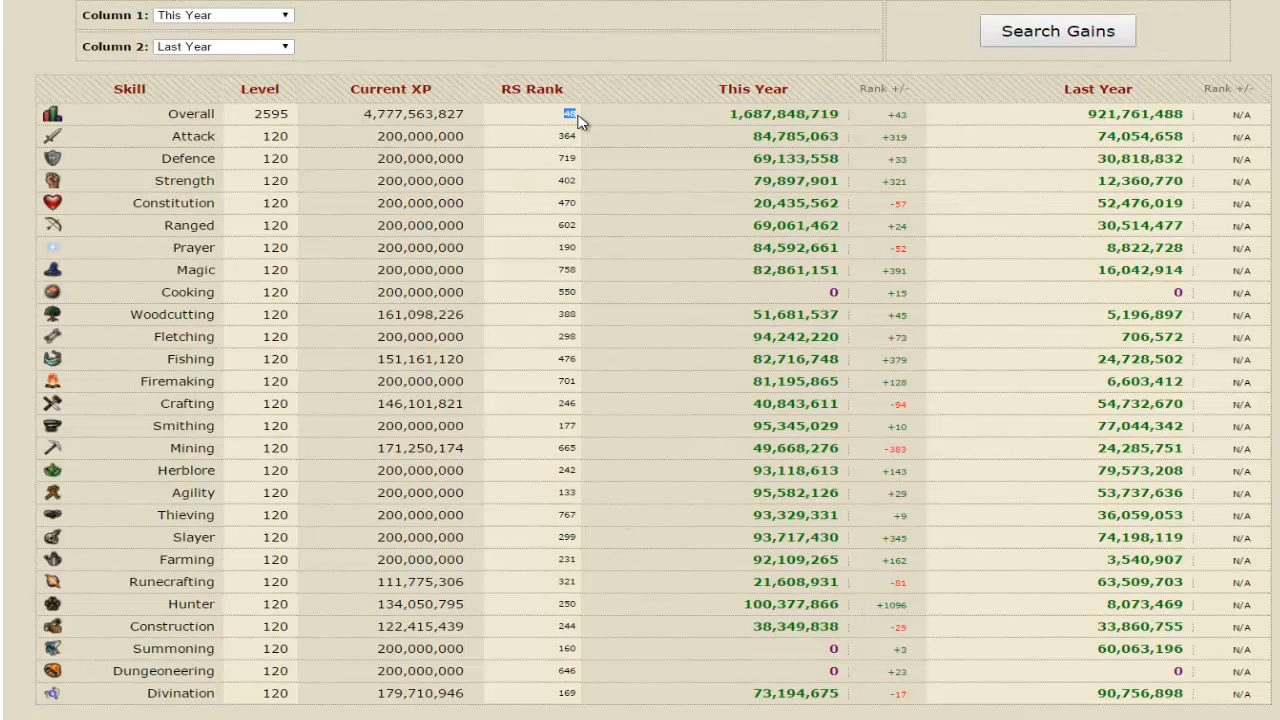 Column 1: This Year
Search Gains
Column 2: Last Year
Skill Level Current XP RS Rank This Year Rank +/- Last Year Rank +/-
Overall 2595 4,777,563,827 48 1,687,848,719 +43 921,761,488 N/A
Attack 120 200,000,000 364 84,785,063 +319 74,054,658 N/A
Defence 120 200,000,000 719 69,133,558 +33 30,818,832 N/A
Strength 120 200,000,000 402 79,897,901 +321 12,360,770 N/A
Constitution 120 200,000,000 470 20,435,562 -57 52,476,019 N/A
Ranged 120 200,000,000 602 69,061,462 +24 30,514,477 N/A
Prayer 120 200,000,000 190 84,592,661 -52 8,822,728 N/A
Magic 120 200,000,000 758 82,861,151 +391 16,042,914 N/A
Cooking 120 200,000,000 550 0 +15 0 N/A
Woodcutting 120 161,098,226 388 51,681,537 +45 5,196,897 N/A
Fletching 120 200,000,000 298 94,242,220 +73 706,572 N/A
Fishing 120 151,161,120 476 82,716,748 +379 24,728,502 N/A
Firemaking 120 200,000,000 701 81,195,865 +128 6,603,412 N/A
Crafting 120 146,101,821 246 40,843,611 -94 54,732,670 N/A
Smithing 120 200,000,000 177 95,345,029 +10 77,044,342 N/A
Mining 120 171,250,174 665 49,668,276 -383 24,285,751 N/A
Herblore 120 200,000,000 242 93,118,613 +143 79,573,208 N/A
Agility 120 200,000,000 133 95,582,126 +29 53,737,636 N/A
Thieving 120 200,000,000 767 93,329,331 +9 36,059,053 N/A
Slayer 120 200,000,000 299 93,717,430 +345 74,198,119 N/A
Farming 120 200,000,000 231 92,109,265 +162 3,540,907 N/A
Runecrafting 120 111,775,306 321 21,608,931 -81 63,509,703 N/A
Hunter 120 134,050,795 250 100,377,866 +1096 8,073,469 N/A
Construction 120 122,415,439 244 38,349,838 -29 33,860,755 N/A
Summoning 120 200,000,000 160 0 +3 60,063,196 N/A
Dungeoneering 120 200,000,000 646 0 +23 0 N/A
Divination 120 179,710,946 169 73,194,675 -17 90,756,898 N/A